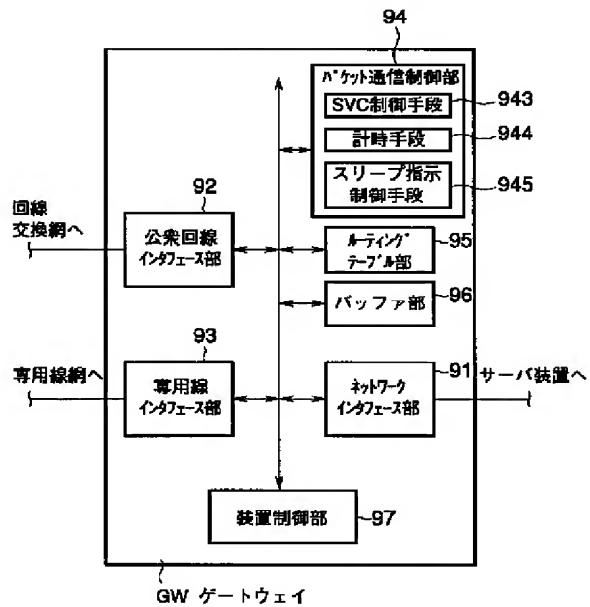 94
パケット通信制御部
SVC制御手段
943
計時手段
944
スリープ指示
制御手段
945
回線
交換網へ
92
公衆回線
インタフェース部
ルーティング
テーブル部
95
バッファ部
96
専用線網へ
93
専用線
インタフェース部
ネットワーク
インタフェース部
91
サーバ装置へ
装置制御部
97
GW ゲートウェイ